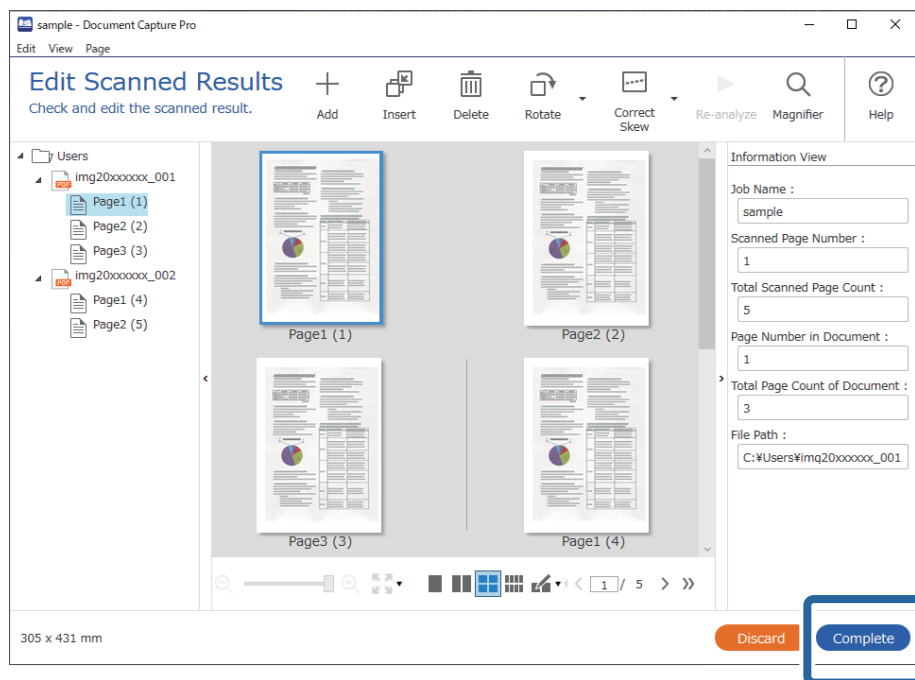 sample - Document Capture Pro
Edit View Page
Edit Scanned Results
Check and edit the scanned result.
Add
Insert
Delete
Rotate
Correct
Skew
Re-analyze
Magnifier
Help
Users
img20xxxxxx_001
Page1 (1)
Page2 (2)
Page3 (3)
img20xxxxxx_002
Page1 (4)
Page2 (5)
PDF
PDF
Page1 (1)
Page2 (2)
Page3 (3)
Page1 (4)
1 / 5
Information View
Job Name :
sample
Scanned Page Number :
1
Total Scanned Page Count :
5
Page Number in Document :
1
Total Page Count of Document :
3
File Path :
C:¥Users¥img20xxxxxx_001.
305 x 431 mm
Discard
Complete